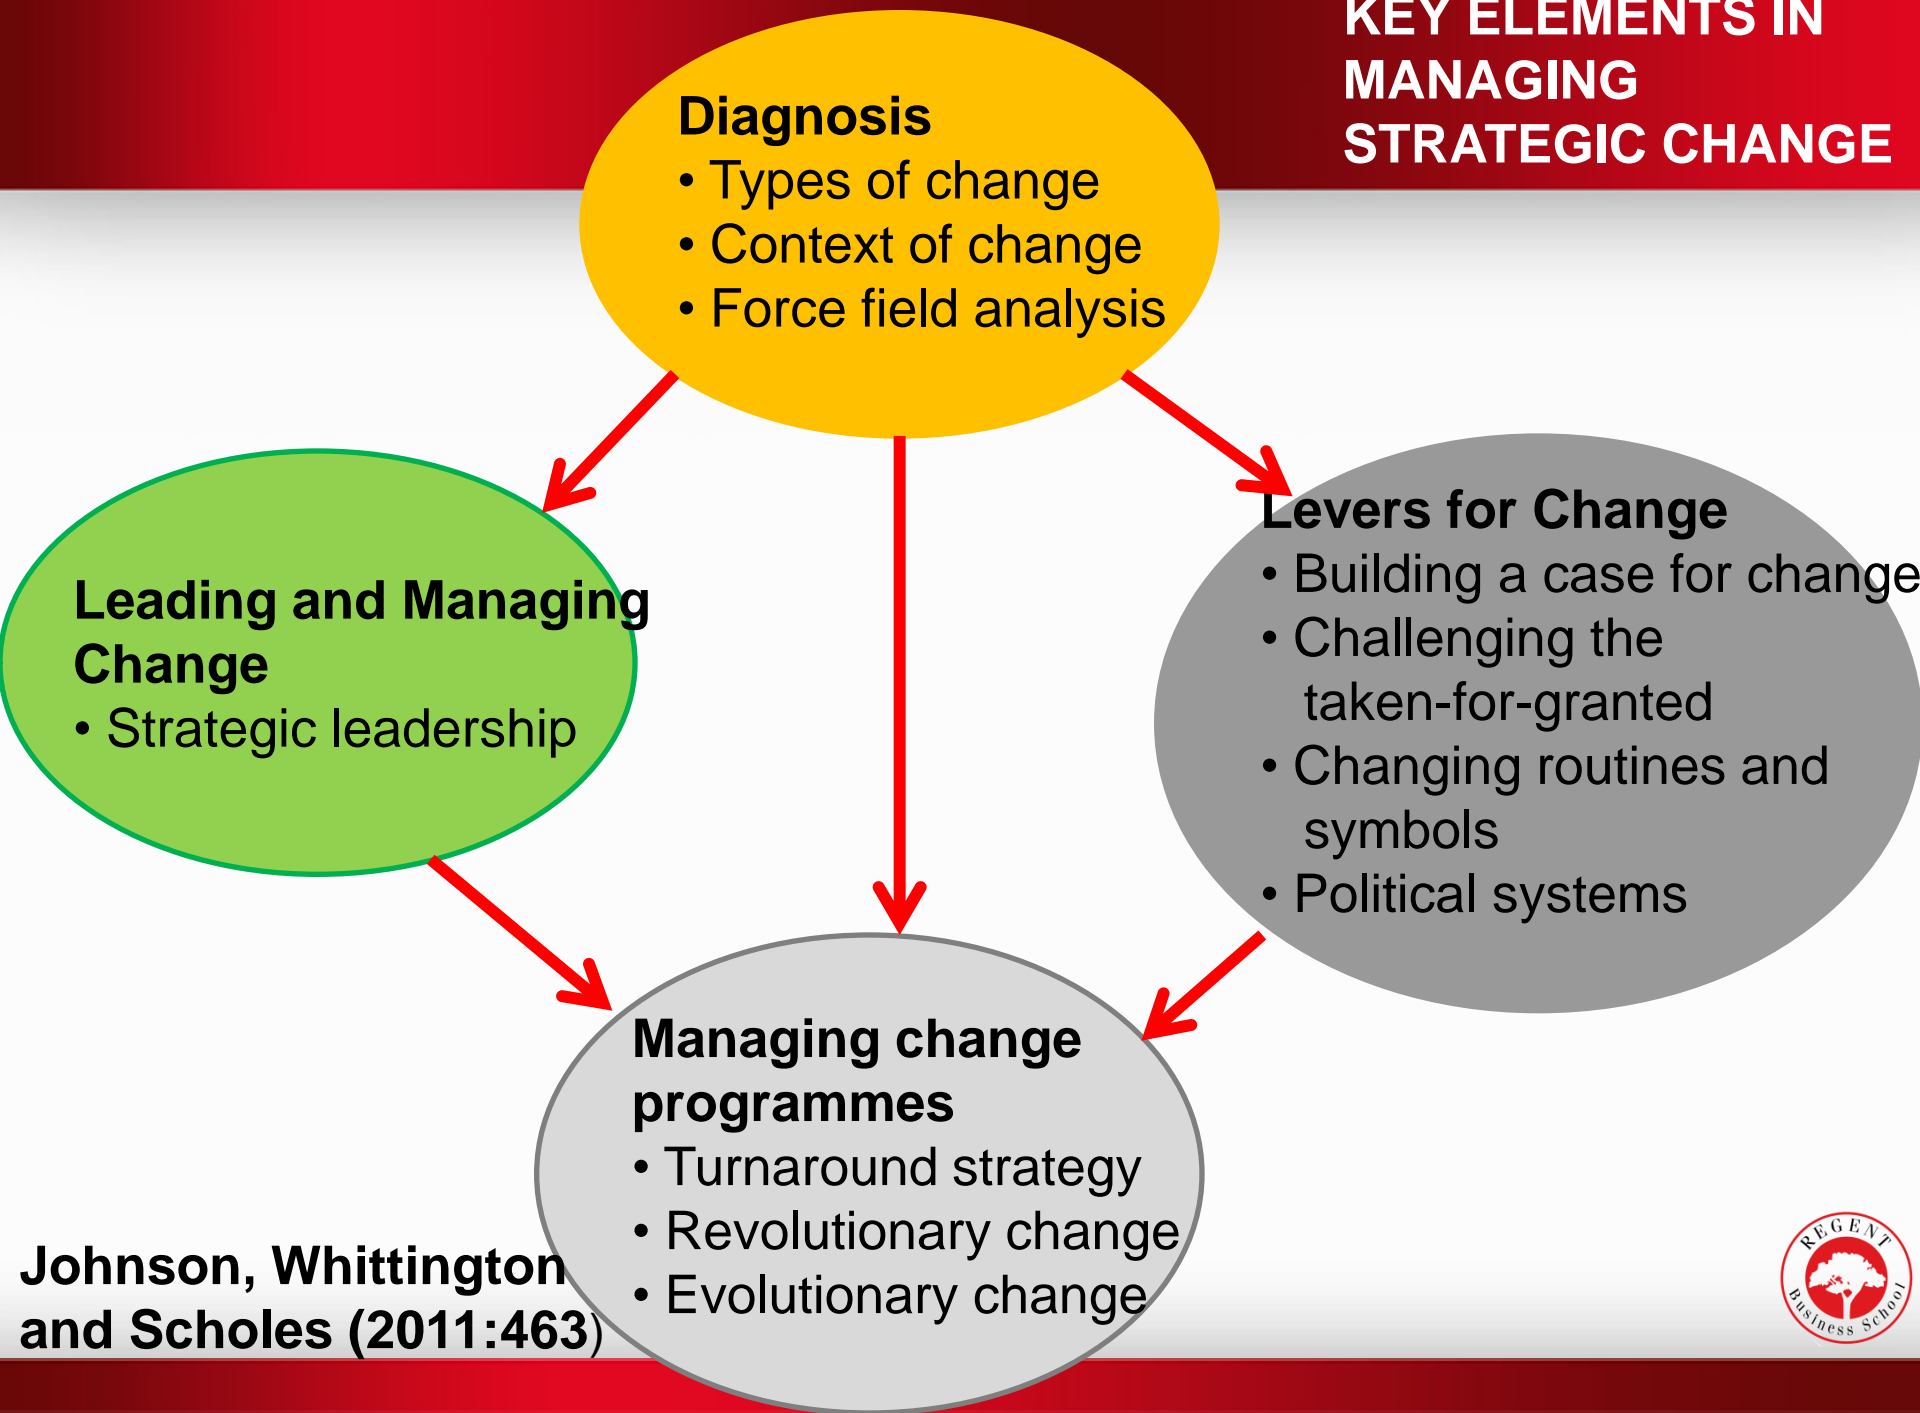 KEY ELEMENTS IN
MANAGING
STRATEGIC CHANGE
Diagnosis
• Types of change
• Context of change
• Force field analysis
Leading and Managing
Change
• Strategic leadership
Levers for Change
• Building a case for change
• Challenging the
taken-for-granted
• Changing routines and
symbols
• Political systems
Managing change
programmes
• Turnaround strategy
• Revolutionary change
• Evolutionary change
Johnson, Whittington
and Scholes (2011:463)
REGENT
Business School